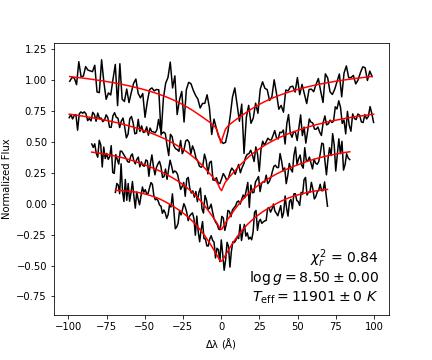 Normalized Flux
1.25
1.00
0.75
0.50
0.25
0.00
−0.25
−0.50
−0.75
χ²ᵣ = 0.84
log g = 8.50 ± 0.00
T_eff = 11901 ± 0 K
−100 −75 −50 −25 0 25 50 75 100
Δλ (Å)